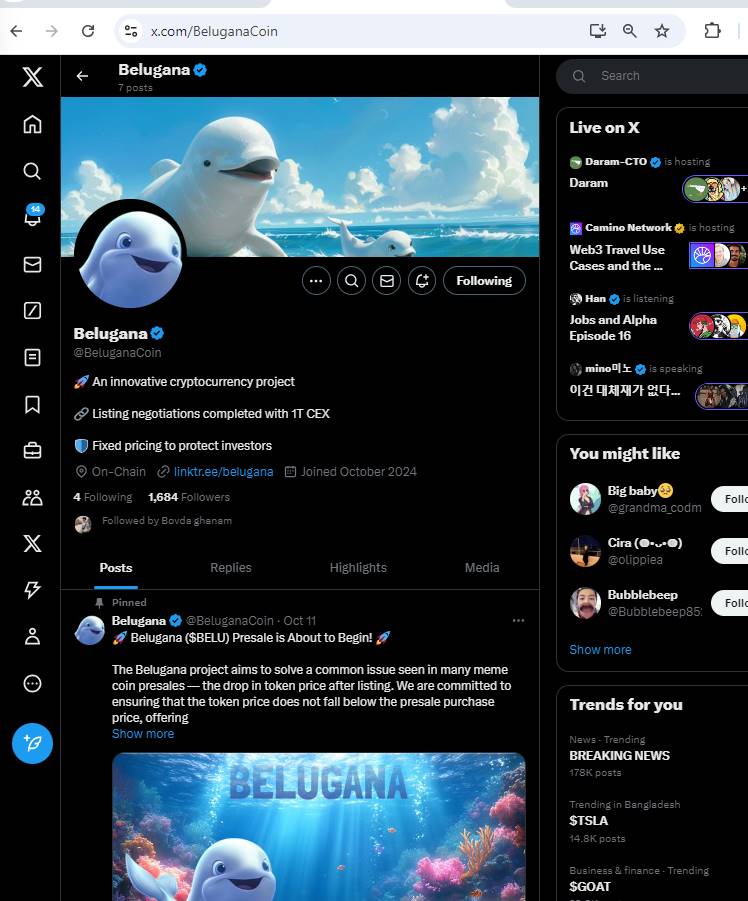 x.com/BeluganaCoin
Belugana
7 posts
Following
Belugana
@BeluganaCoin
🚀 An innovative cryptocurrency project
🔗 Listing negotiations completed with 1T CEX
🛡️ Fixed pricing to protect investors
On-Chain linktr.ee/belugana Joined October 2024
4 Following 1,684 Followers
Followed by Bovda ghanam
Posts Replies Highlights Media
Pinned
Belugana @BeluganaCoin · Oct 11
🚀 Belugana ($BELU) Presale is About to Begin! 🚀
The Belugana project aims to solve a common issue seen in many meme
coin presales — the drop in token price after listing. We are committed to
ensuring that the token price does not fall below the presale purchase
price, offering
Show more
BELUGANA
14
Search
Live on X
Daram-CTO is hosting
Daram
+
Camino Network is hosting
Web3 Travel Use
Cases and the ...
Han is listening
Jobs and Alpha
Episode 16
mino미노 is speaking
이건 대체재가 없다...
You might like
Big baby🥺
@grandma_codm
Follo
Cira (⚈•᎑•⚈)
@olippiea
Follo
Bubblebeep
@Bubblebeep85
Follo
Show more
Trends for you
News · Trending
BREAKING NEWS
178K posts
Trending in Bangladesh
$TSLA
14.8K posts
Business & finance · Trending
$GOAT